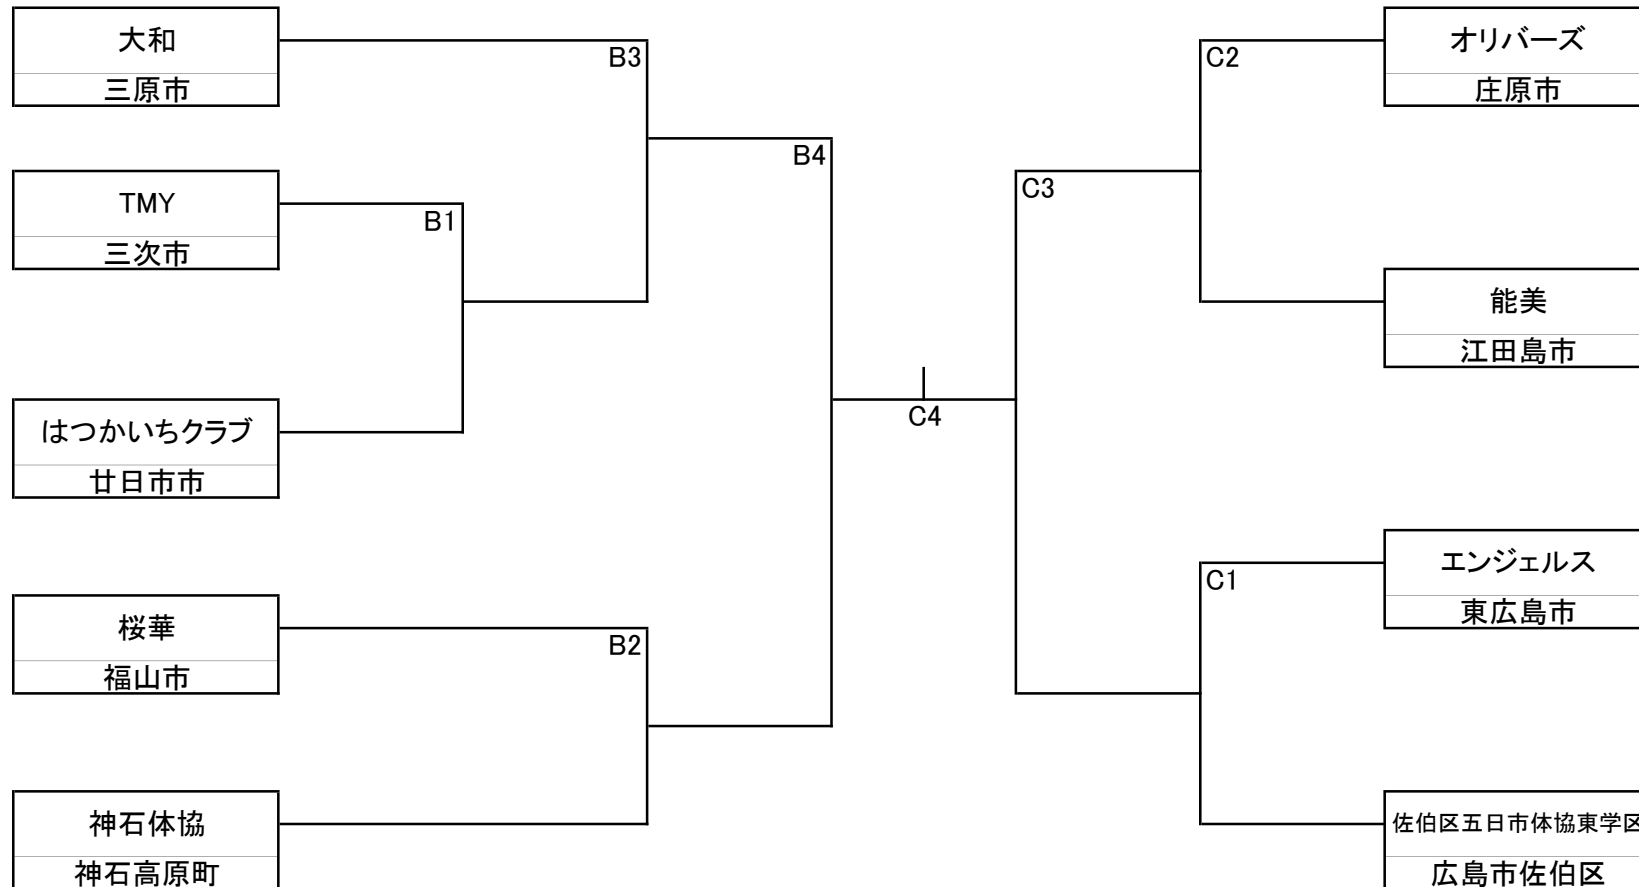 大和
三原市
B3
TMY
三次市
B1
はつかいちクラブ
廿日市市
B4
桜華
福山市
B2
神石体協
神石高原町
C4
C2
オリバーズ
庄原市
C3
能美
江田島市
C1
エンジェルス
東広島市
佐伯区五日市体協東学区
広島市佐伯区